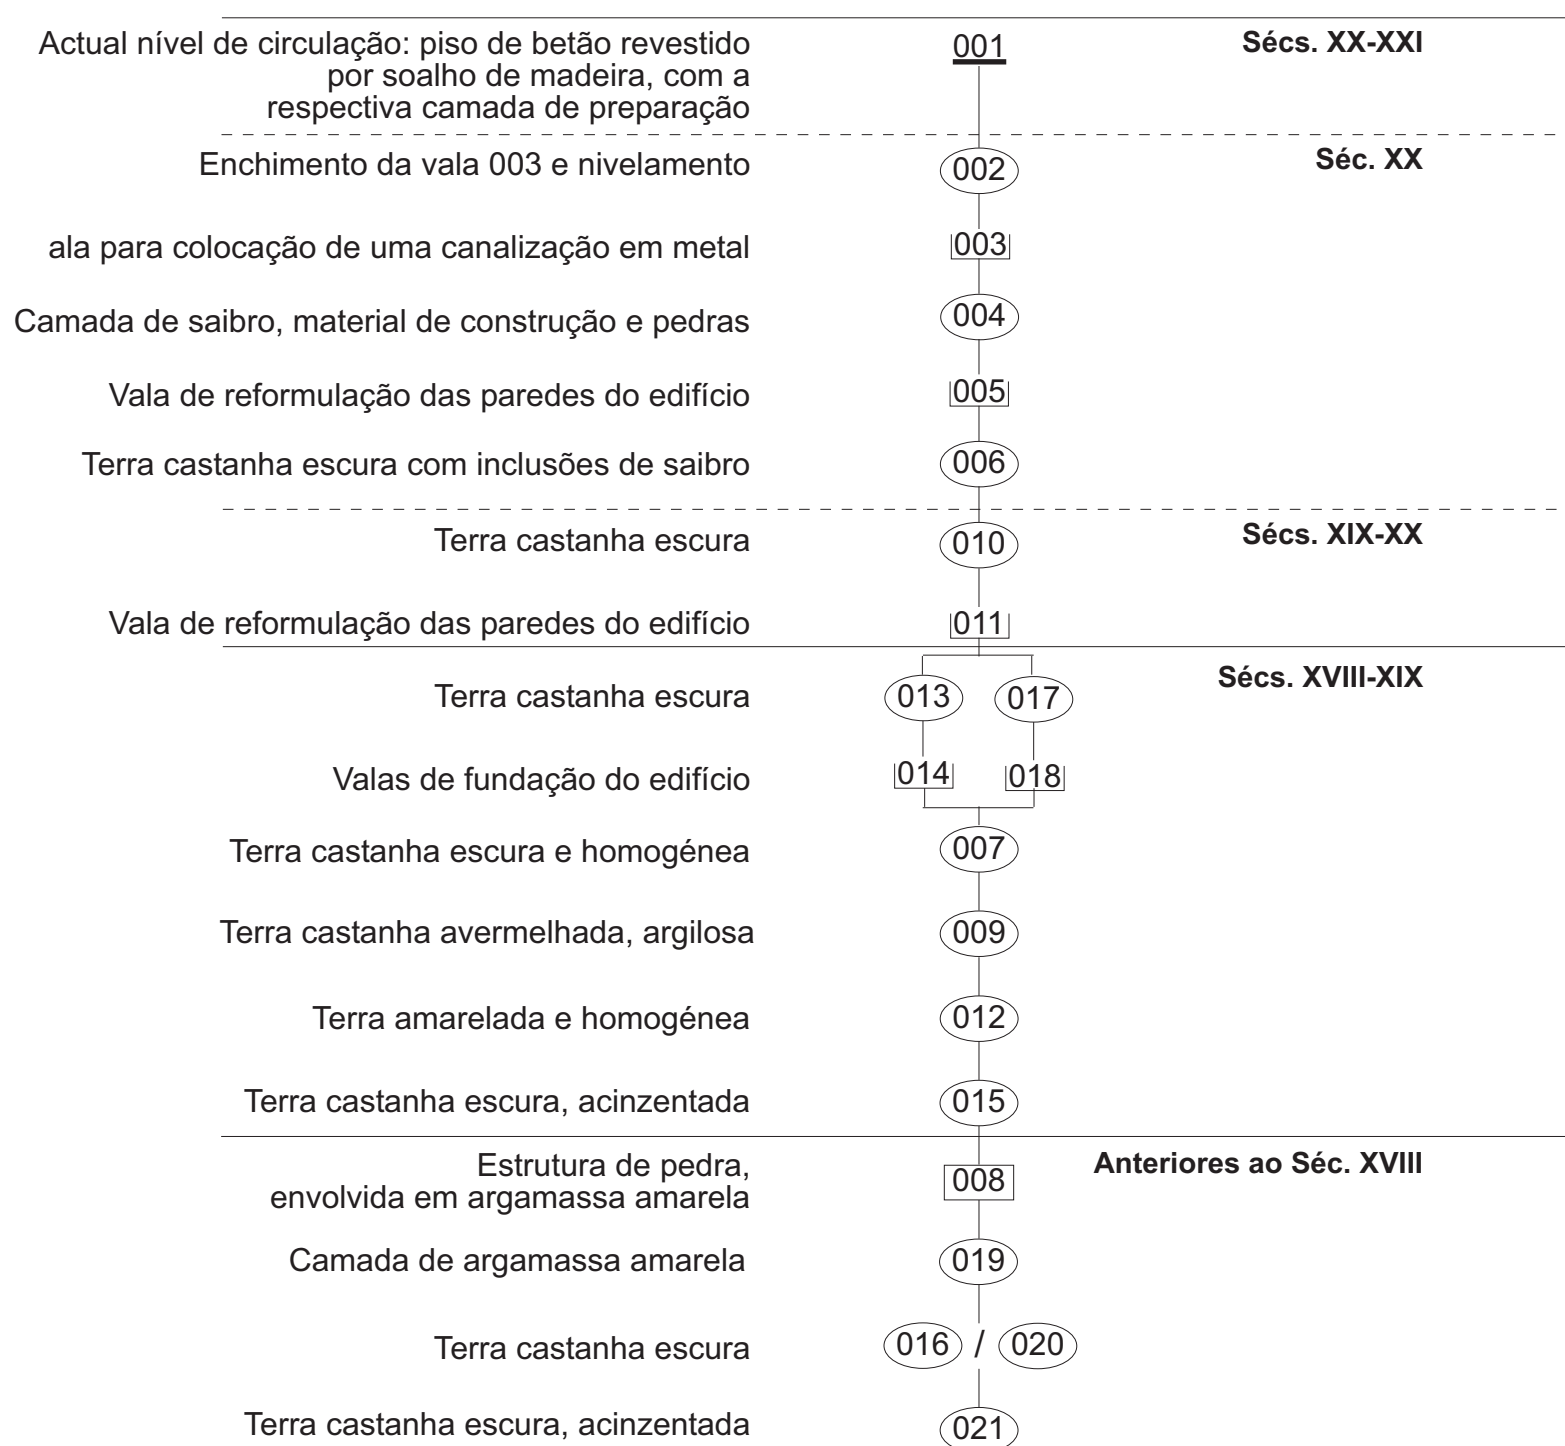 Actual nível de circulação: piso de betão revestido 001 Sécs. XX-XXI
por soalho de madeira, com a
respectiva camada de preparação
Enchimento da vala 003 e nivelamento 002 Séc. XX
ala para colocação de uma canalização em metal 003
Camada de saibro, material de construção e pedras 004
Vala de reformulação das paredes do edifício 005
Terra castanha escura com inclusões de saibro 006
Terra castanha escura 010 Sécs. XIX-XX
Vala de reformulação das paredes do edifício 011
Terra castanha escura 013 017 Sécs. XVIII-XIX
Valas de fundação do edifício 014 018
Terra castanha escura e homogénea 007
Terra castanha avermelhada, argilosa 009
Terra amarelada e homogénea 012
Terra castanha escura, acinzentada 015
Estrutura de pedra, 008 Anteriores ao Séc. XVIII
envolvida em argamassa amarela
Camada de argamassa amarela 019
Terra castanha escura 016 / 020
Terra castanha escura, acinzentada 021